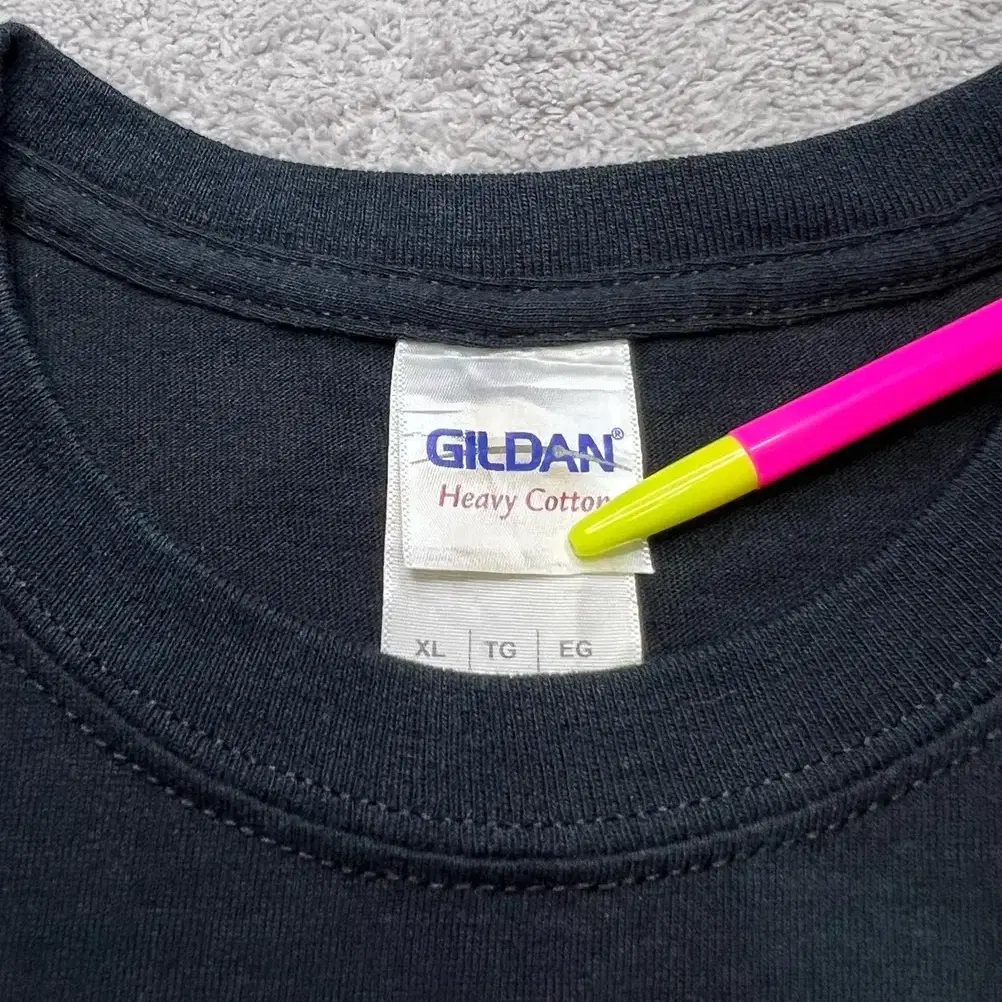 GILDAN®
Heavy Cotton
XL | TG | EG